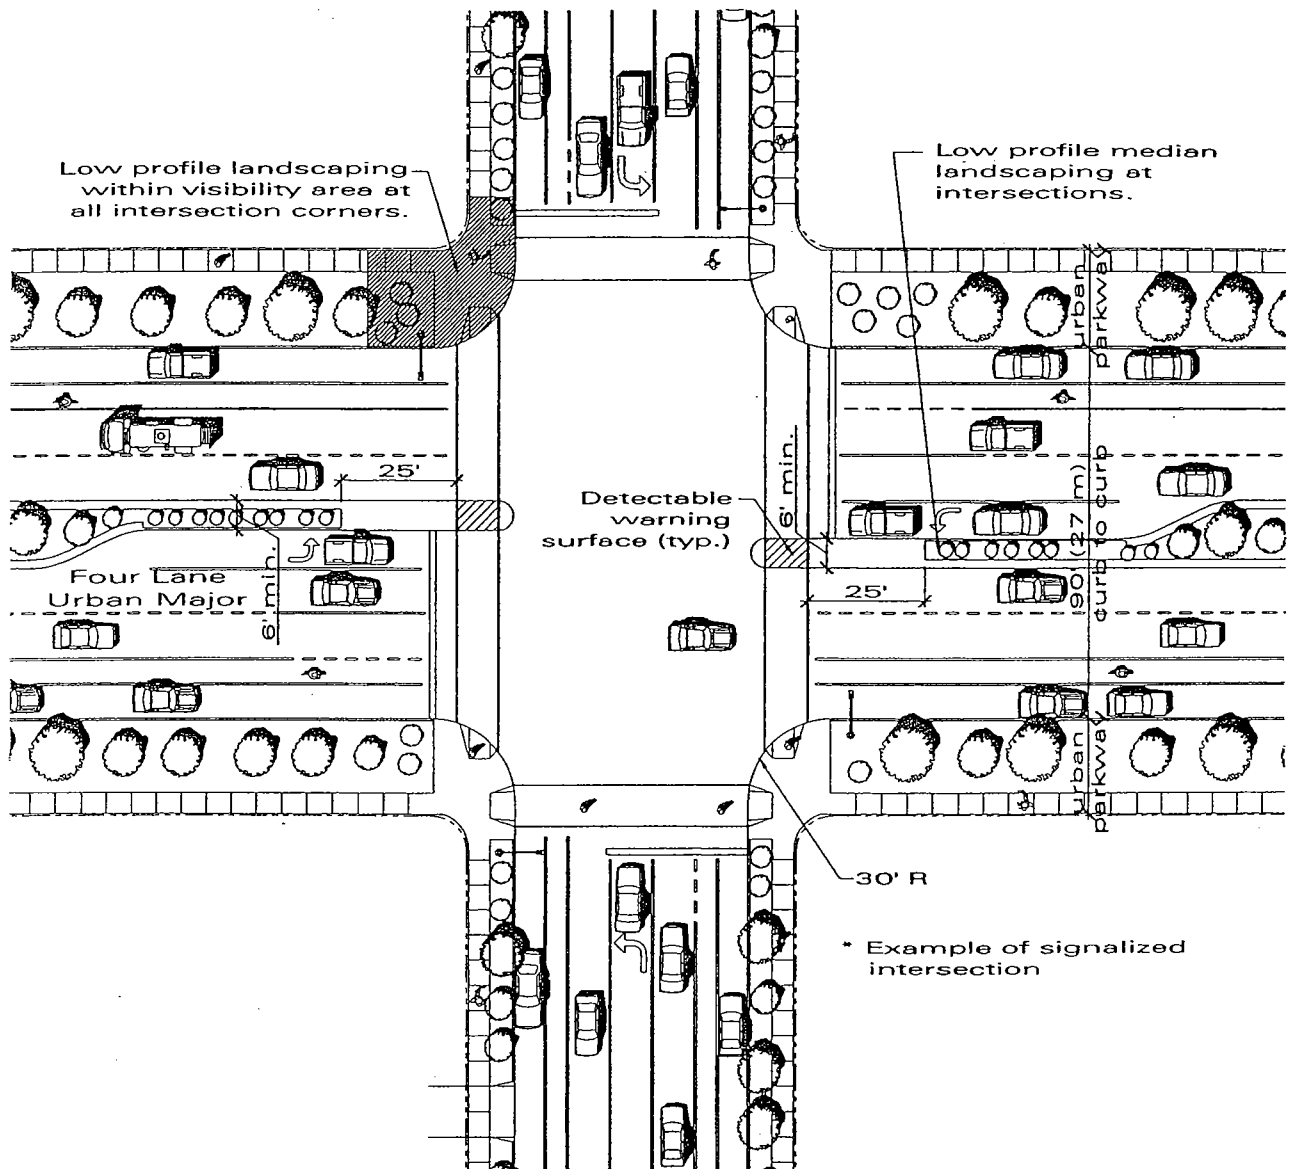 Low profile landscaping
within visibility area at
all intersection corners.
Low profile median
landscaping at
intersections.
urban
parkway
25'
6' min.
Detectable
warning
surface (typ.)
6' min.
90' (27 m)
curb to curb
Four Lane
Urban Major
25'
urban
parkway
30' R
* Example of signalized
intersection